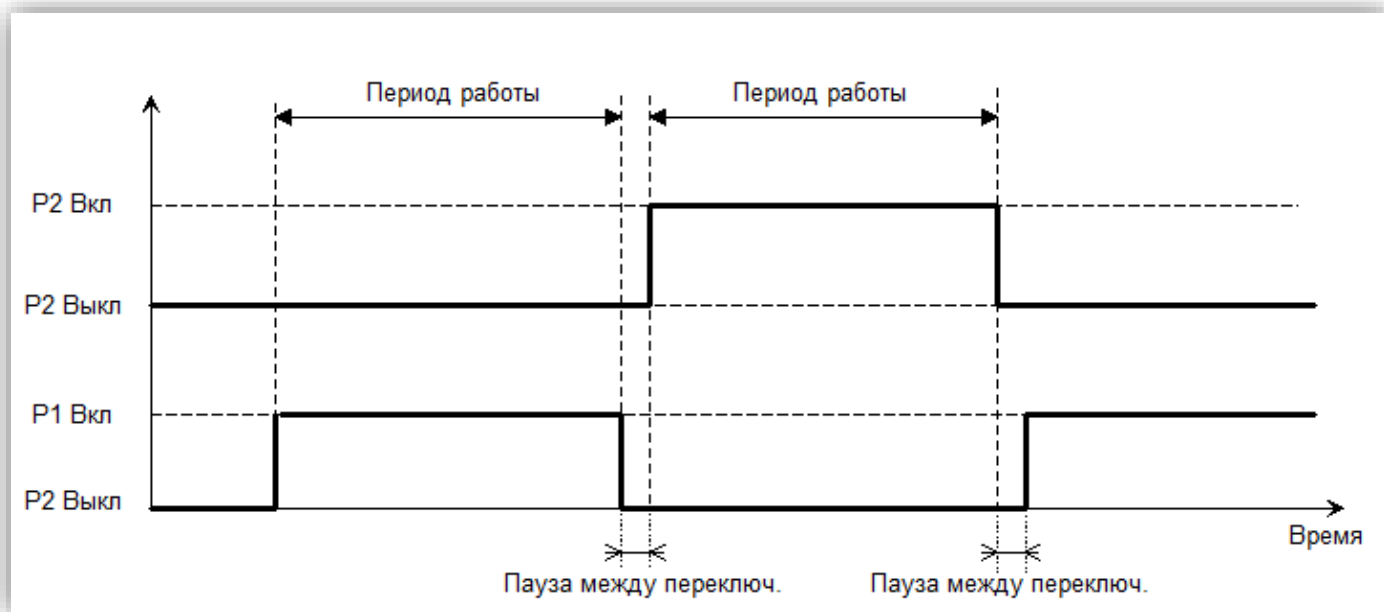 Период работы
Период работы
P2 Вкл
P2 Выкл
P1 Вкл
P2 Выкл
Время
Пауза между переключ.
Пауза между переключ.